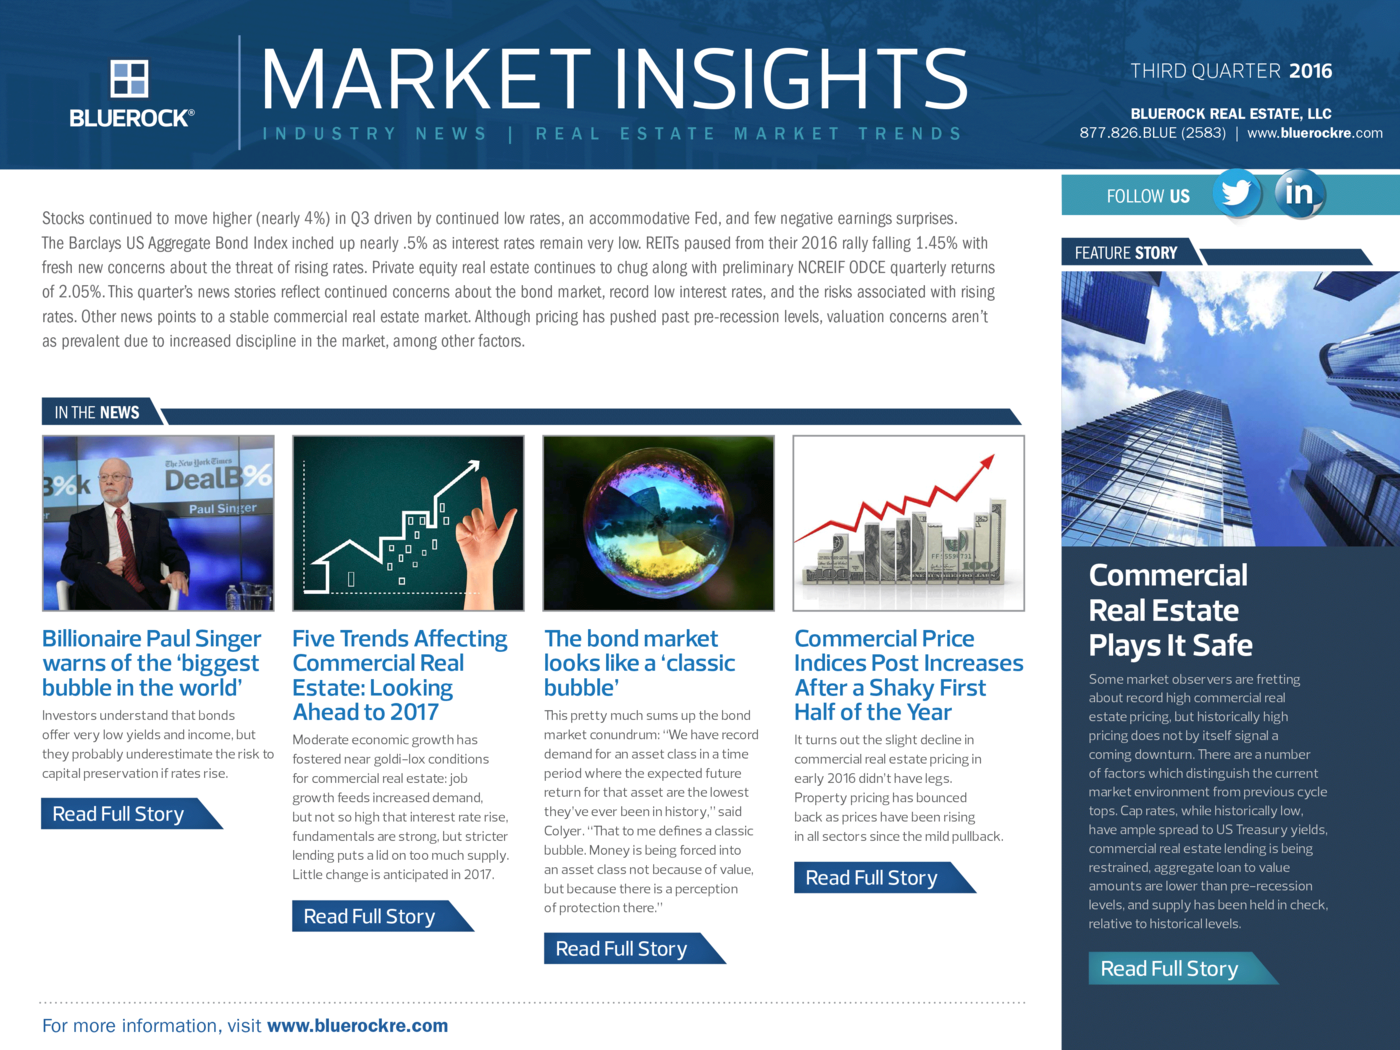 BLUEROCK®
MARKET INSIGHTS
INDUSTRY NEWS | REAL ESTATE MARKET TRENDS
THIRD QUARTER 2016
BLUEROCK REAL ESTATE, LLC
877.826.BLUE (2583) | www.bluerockre.com
FOLLOW US
in
Stocks continued to move higher (nearly 4%) in Q3 driven by continued low rates, an accommodative Fed, and few negative earnings surprises.
The Barclays US Aggregate Bond Index inched up nearly .5% as interest rates remain very low. REITs paused from their 2016 rally falling 1.45% with
fresh new concerns about the threat of rising rates. Private equity real estate continues to chug along with preliminary NCREIF ODCE quarterly returns
of 2.05%. This quarter's news stories reflect continued concerns about the bond market, record low interest rates, and the risks associated with rising
rates. Other news points to a stable commercial real estate market. Although pricing has pushed past pre-recession levels, valuation concerns aren't
as prevalent due to increased discipline in the market, among other factors.
IN THE NEWS
The New York Times
DealB%
B%k
Paul Singer
Billionaire Paul Singer
warns of the ‘biggest
bubble in the world’
Investors understand that bonds
offer very low yields and income, but
they probably underestimate the risk to
capital preservation if rates rise.
Read Full Story
Five Trends Affecting
Commercial Real
Estate: Looking
Ahead to 2017
Moderate economic growth has
fostered near goldi-lox conditions
for commercial real estate: job
growth feeds increased demand,
but not so high that interest rate rise,
fundamentals are strong, but stricter
lending puts a lid on too much supply.
Little change is anticipated in 2017.
Read Full Story
The bond market
looks like a ‘classic
bubble’
This pretty much sums up the bond
market conundrum: “We have record
demand for an asset class in a time
period where the expected future
return for that asset are the lowest
they’ve ever been in history,” said
Colyer. “That to me defines a classic
bubble. Money is being forced into
an asset class not because of value,
but because there is a perception
of protection there.”
Read Full Story
100
Commercial Price
Indices Post Increases
After a Shaky First
Half of the Year
It turns out the slight decline in
commercial real estate pricing in
early 2016 didn’t have legs.
Property pricing has bounced
back as prices have been rising
in all sectors since the mild pullback.
Read Full Story
FEATURE STORY
Commercial
Real Estate
Plays It Safe
Some market observers are fretting
about record high commercial real
estate pricing, but historically high
pricing does not by itself signal a
coming downturn. There are a number
of factors which distinguish the current
market environment from previous cycle
tops. Cap rates, while historically low,
have ample spread to US Treasury yields,
commercial real estate lending is being
restrained, aggregate loan to value
amounts are lower than pre-recession
levels, and supply has been held in check,
relative to historical levels.
Read Full Story
For more information, visit www.bluerockre.com